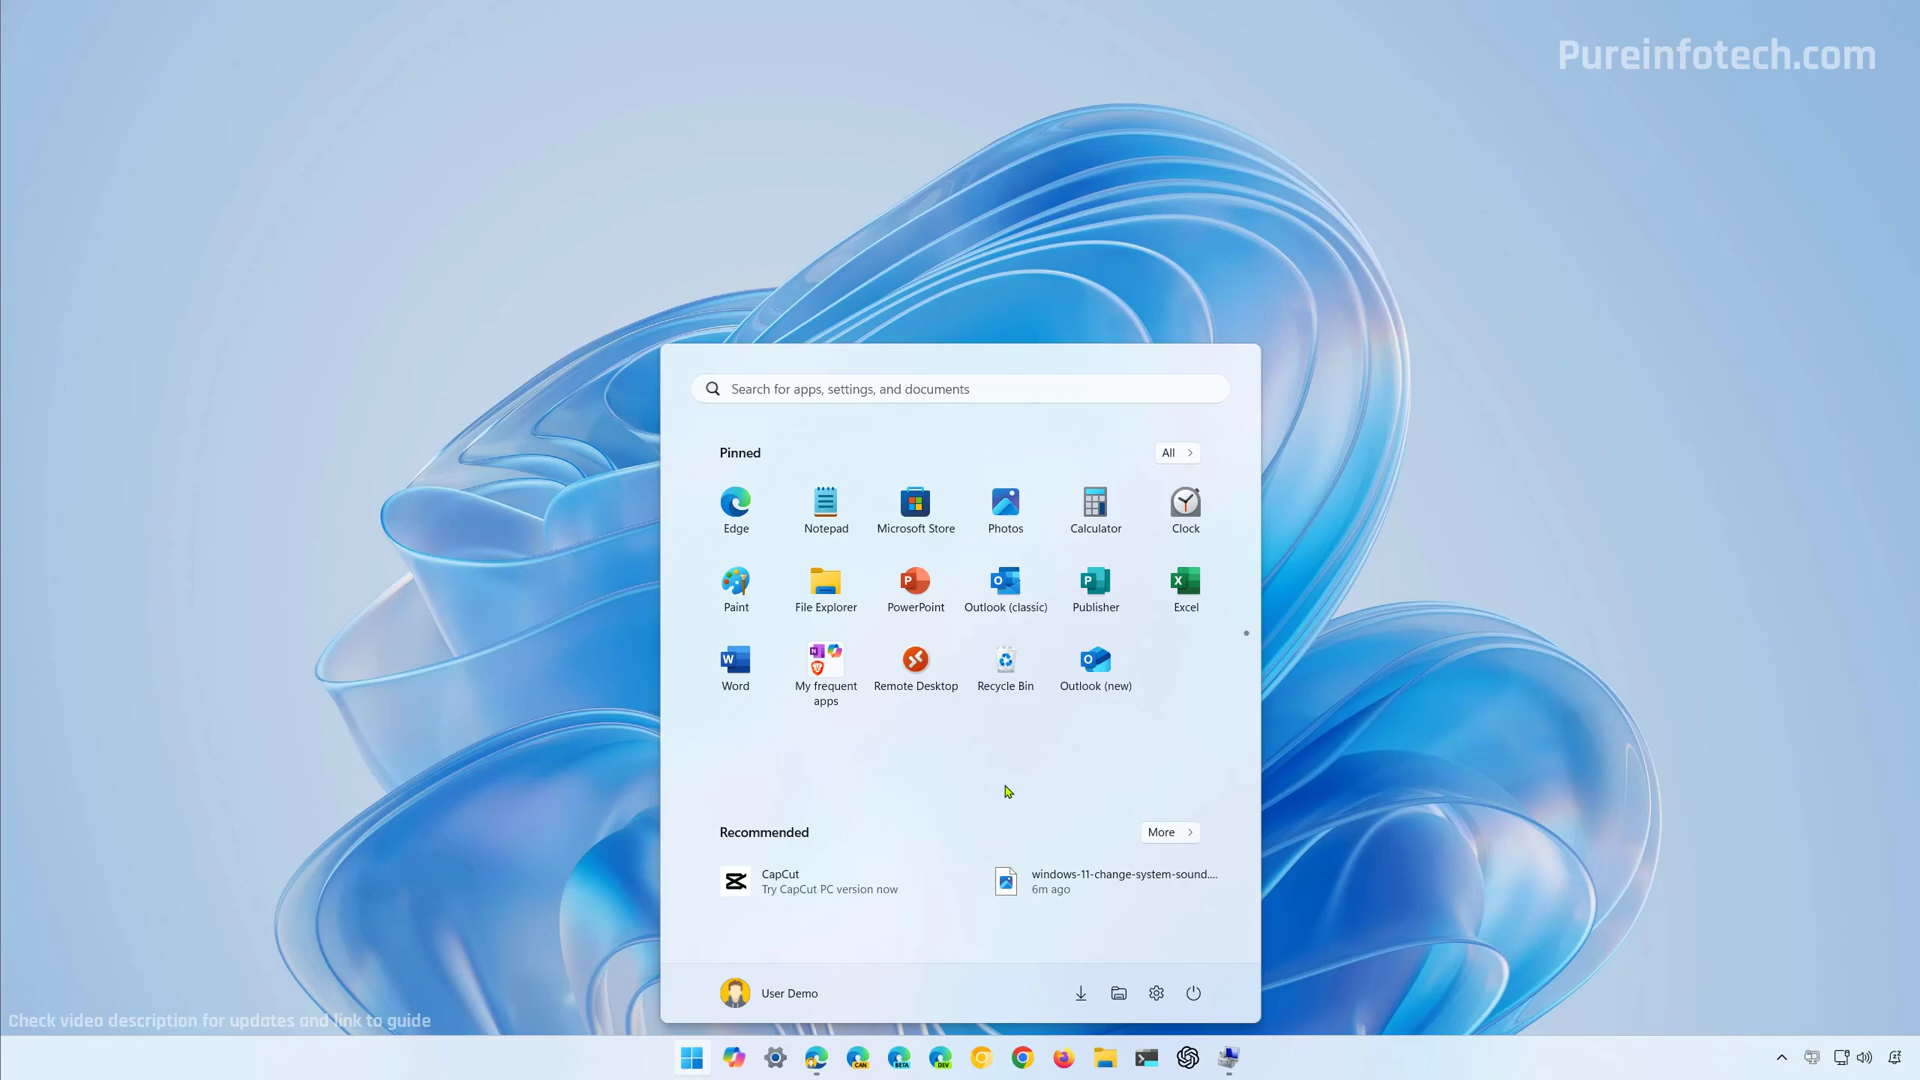 Pureinfotech.com
Search for apps, settings, and documents
Pinned
All
Edge
Notepad
Microsoft Store
Photos
Calculator
Clock
Paint
File Explorer
PowerPoint
Outlook (classic)
Publisher
Excel
Word
My frequent
apps
Remote Desktop
Recycle Bin
Outlook (new)
Recommended
More
CapCut
Try CapCut PC version now
windows-11-change-system-sound....
6m ago
User Demo
Check video description for updates and link to guide
CAN
BETA
DEV